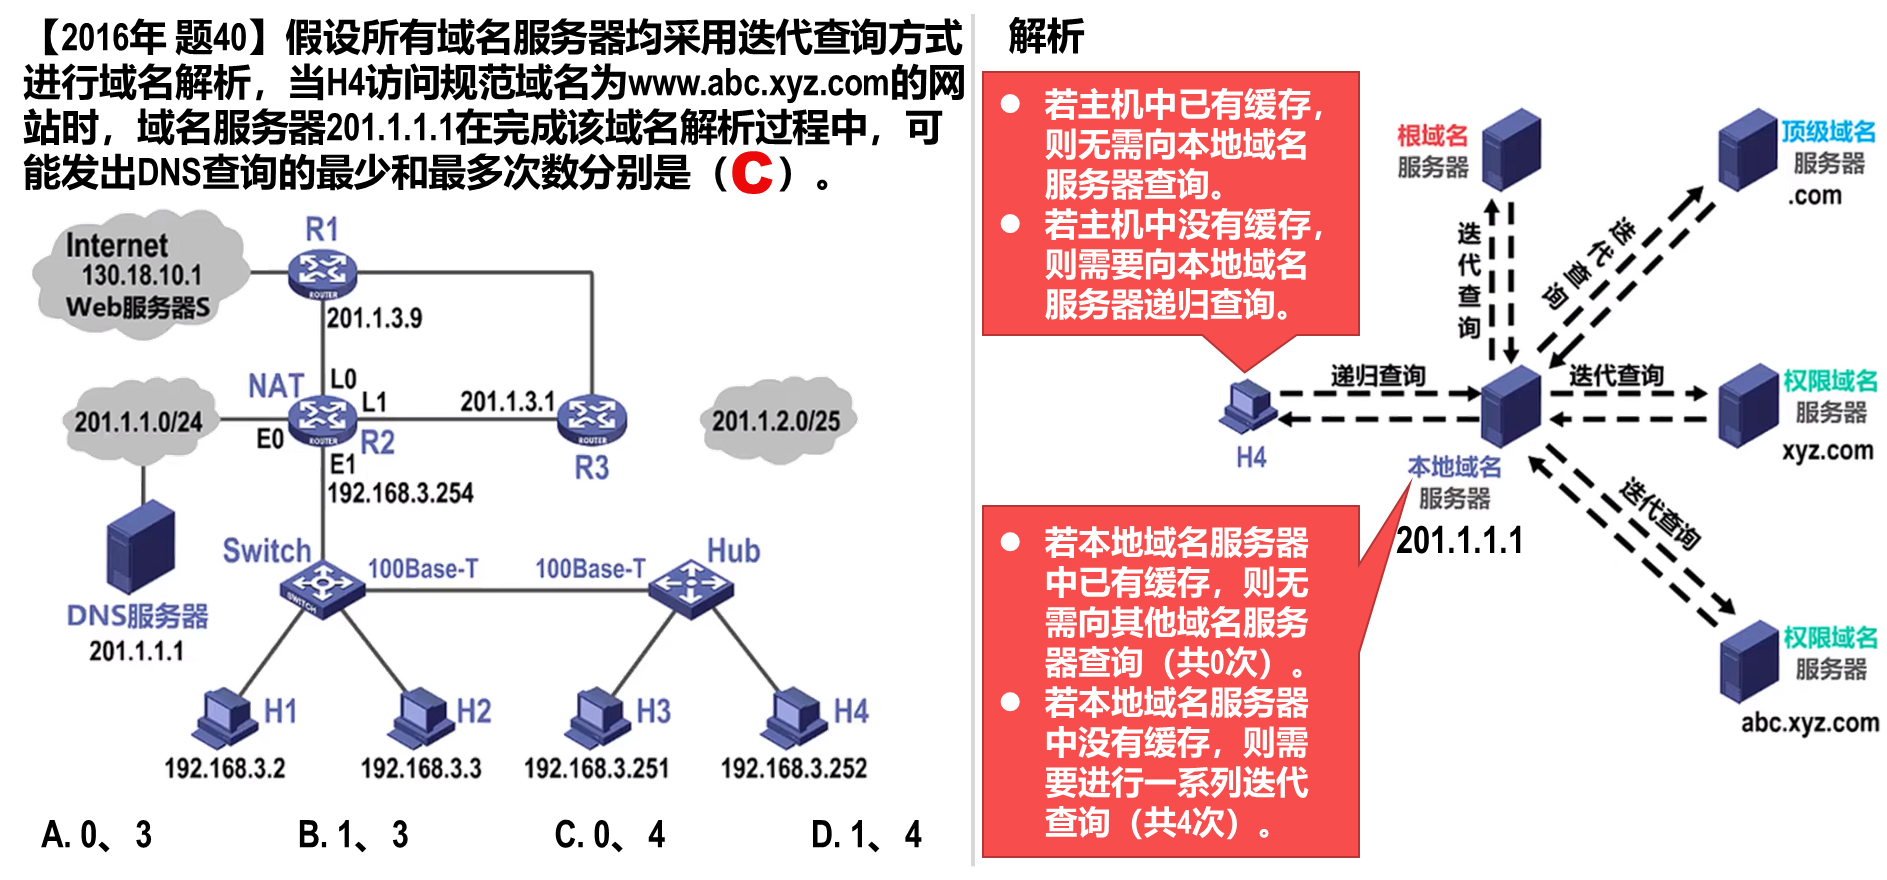 【2016年 题40】假设所有域名服务器均采用迭代查询方式
进行域名解析，当H4访问规范域名为www.abc.xyz.com的网
站时，域名服务器201.1.1.1在完成该域名解析过程中，可
能发出DNS查询的最少和最多次数分别是（C）。
Internet
130.18.10.1
Web服务器S
R1
ROUTER
201.1.3.9
NAT
L0
L1
201.1.3.1
201.1.1.0/24
E0
ROUTER
R2
ROUTER
R3
201.1.2.0/25
E1
192.168.3.254
DNS服务器
201.1.1.1
Switch
SWITCH
100Base-T
100Base-T
Hub
H1
192.168.3.2
H2
192.168.3.3
H3
192.168.3.251
H4
192.168.3.252
A. 0、3
B. 1、3
C. 0、4
D. 1、4
解析
● 若主机中已有缓存，
则无需向本地域名
服务器查询。
● 若主机中没有缓存，
则需要向本地域名
服务器递归查询。
根域名
服务器
顶级域名
服务器
.com
迭代查询
迭代查询
递归查询
迭代查询
权限域名
服务器
xyz.com
H4
本地域名
服务器
201.1.1.1
迭代查询
权限域名
服务器
abc.xyz.com
● 若本地域名服务器
中已有缓存，则无
需向其他域名服务
器查询（共0次）。
● 若本地域名服务器
中没有缓存，则需
要进行一系列迭代
查询（共4次）。